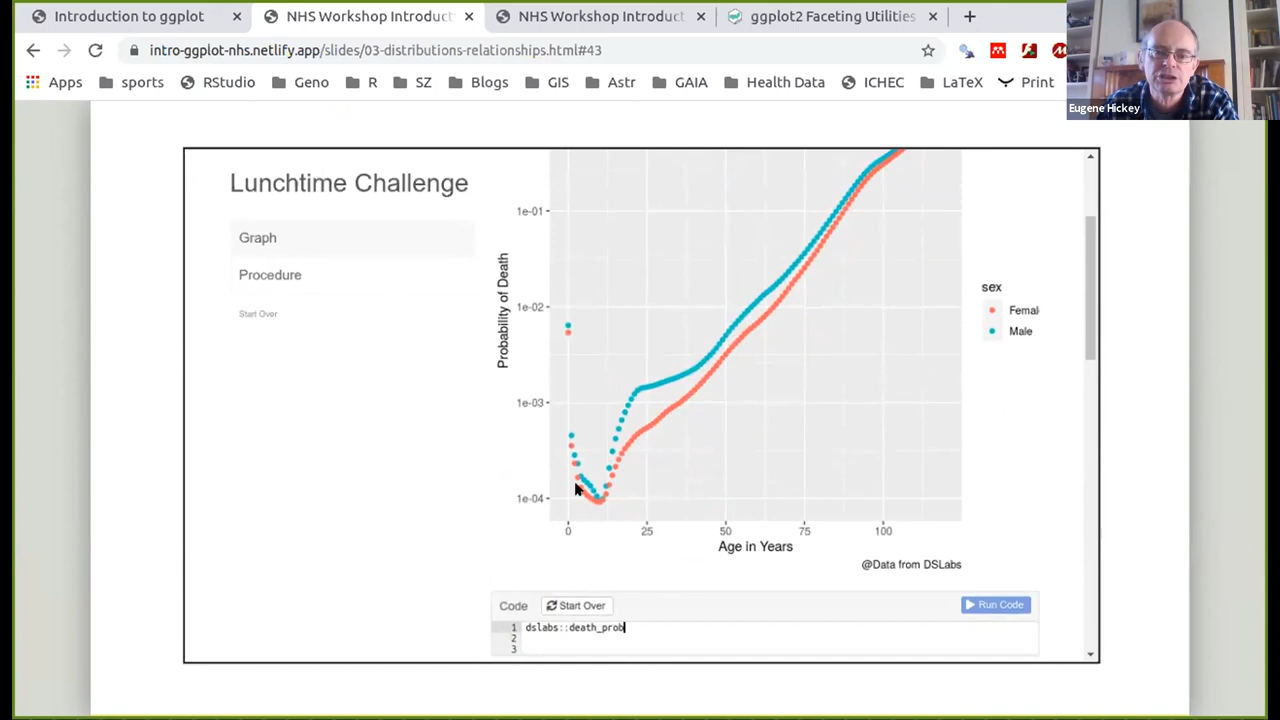 Introduction to ggplot
NHS Workshop Introduct
NHS Workshop Introduct
ggplot2 Faceting Utilities
intro-ggplot-nhs.netlify.app/slides/03-distributions-relationships.html#43
Apps
sports
RStudio
Geno
R
SZ
Blogs
GIS
Astr
GAIA
Health Data
ICHEC
LaTeX
Print
Eugene Hickey
Lunchtime Challenge
Graph
Procedure
Start Over
Probability of Death
1e-01
1e-02
1e-03
1e-04
0 25 50 75 100
Age in Years
@Data from DSLabs
sex
Femal
Male
Code
Start Over
Run Code
1 dslabs::death_prob
2
3